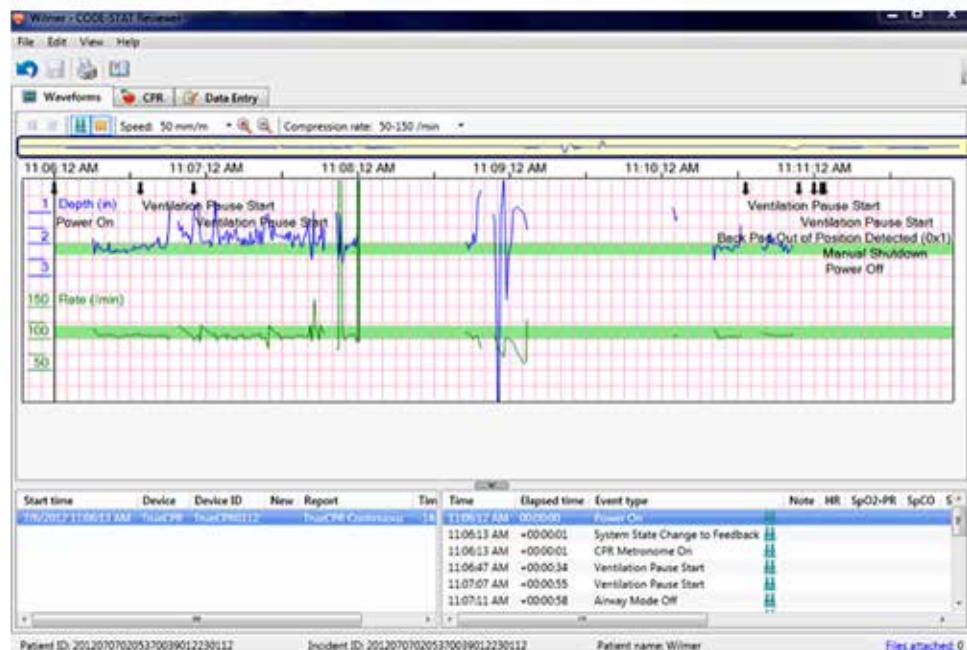 Wilmer - CODE-STAT Reviewer
File Edit View Help
Waveforms CPR Data Entry
Speed: 50 mm/m Compression rate: 50-150 /min
11:06:12 AM 11:07:12 AM 11:08:12 AM 11:09:12 AM 11:10:12 AM 11:11:12 AM
1 Depth (in) Ventilation Pause Start Ventilation Pause Start
Power On Ventilation Pause Start Ventilation Pause Start
2 Back Pad Out of Position Detected (0x1)
Manual Shutdown
3 Power Off
150 Rate (/min)
100
50
Start time Device Device ID New Report Tim
7/6/2012 11:06:13 AM TrueCPR TrueCPR0112 TrueCPR Continuous
Time Elapsed time Event type Note HR SpO2-PR SpCO S
11:06:12 AM 00:00:00 Power On
11:06:13 AM +00:00:01 System State Change to Feedback
11:06:13 AM +00:00:01 CPR Metronome On
11:06:47 AM +00:00:34 Ventilation Pause Start
11:07:07 AM +00:00:55 Ventilation Pause Start
11:07:11 AM +00:00:58 Airway Mode Off
Patient ID: Incident ID: Patient name: Wilmer Files attached: 0